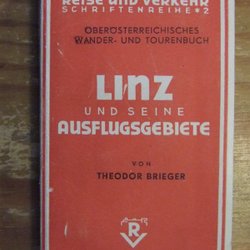 REISE UND VERKEHR
SCHRIFTENREIHE * 2
OBERÖSTERREICHISCHES
WANDER- UND TOURENBUCH
LINZ
UND SEINE
AUSFLUGSGEBIETE
VON
THEODOR BRIEGER
R